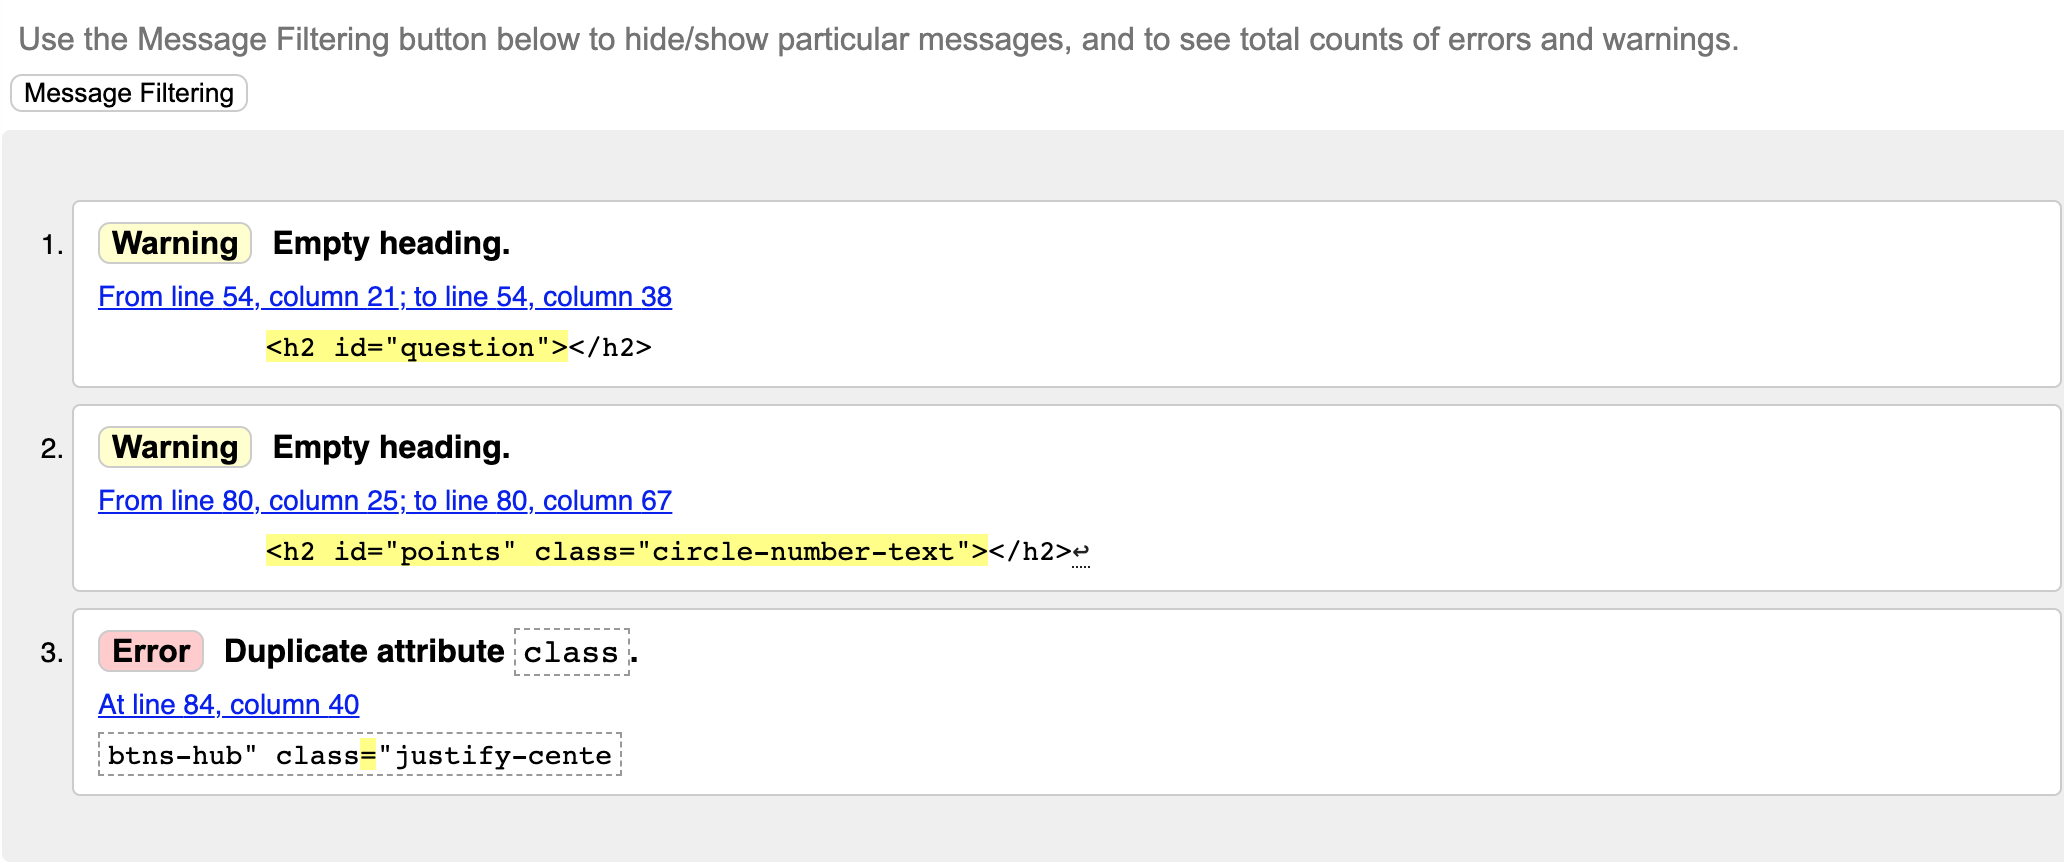 Use the Message Filtering button below to hide/show particular messages, and to see total counts of errors and warnings.
Message Filtering
1. Warning Empty heading.
From line 54, column 21; to line 54, column 38
<h2 id="question"></h2>
2. Warning Empty heading.
From line 80, column 25; to line 80, column 67
<h2 id="points" class="circle-number-text"></h2>↩
3. Error Duplicate attribute class.
At line 84, column 40
btns-hub" class="justify-cente